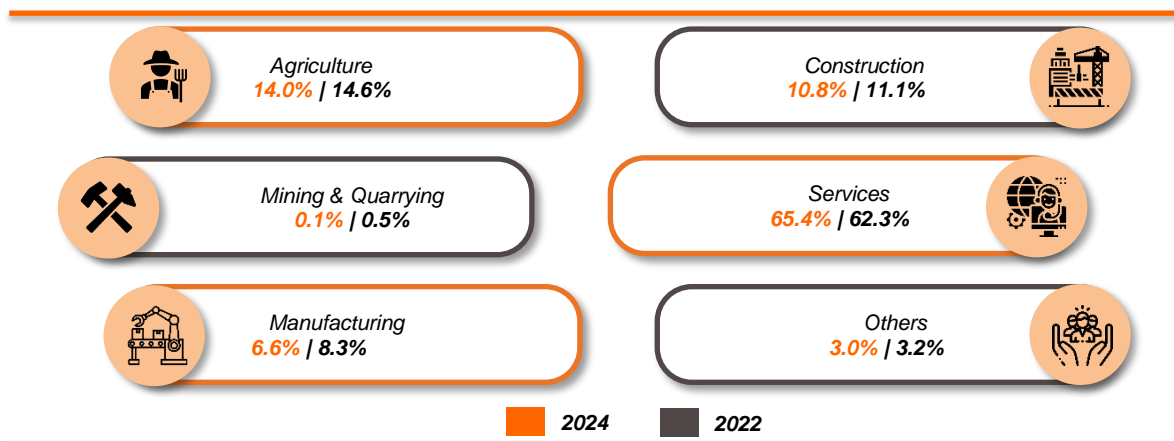 Agriculture
14.0% | 14.6%
Construction
10.8% | 11.1%
Mining & Quarrying
0.1% | 0.5%
Services
65.4% | 62.3%
Manufacturing
6.6% | 8.3%
Others
3.0% | 3.2%
2024
2022